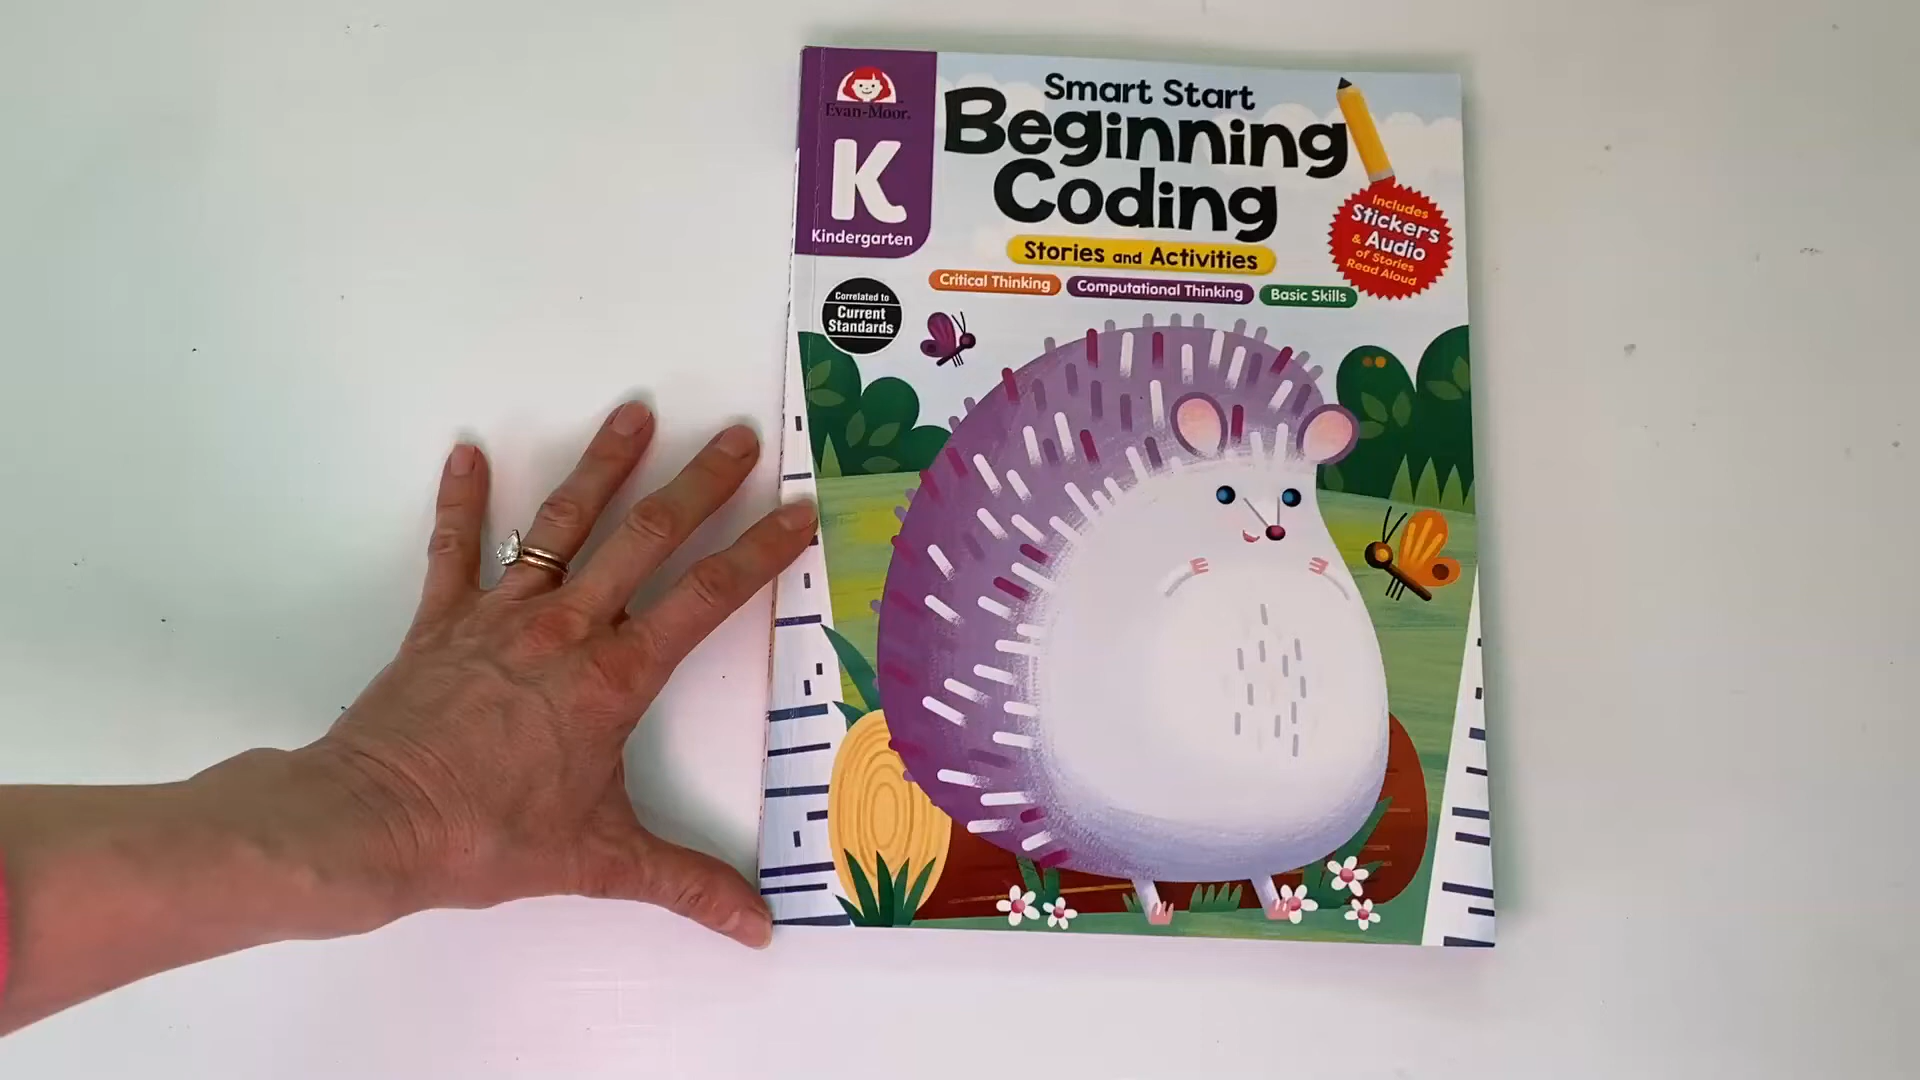 Evan-Moor.
K
Kindergarten
Smart Start
Beginning
Coding
Stories and Activities
Critical Thinking
Computational Thinking
Basic Skills
Includes
Stickers
& Audio
of Stories
Read Aloud
Correlated to
Current
Standards